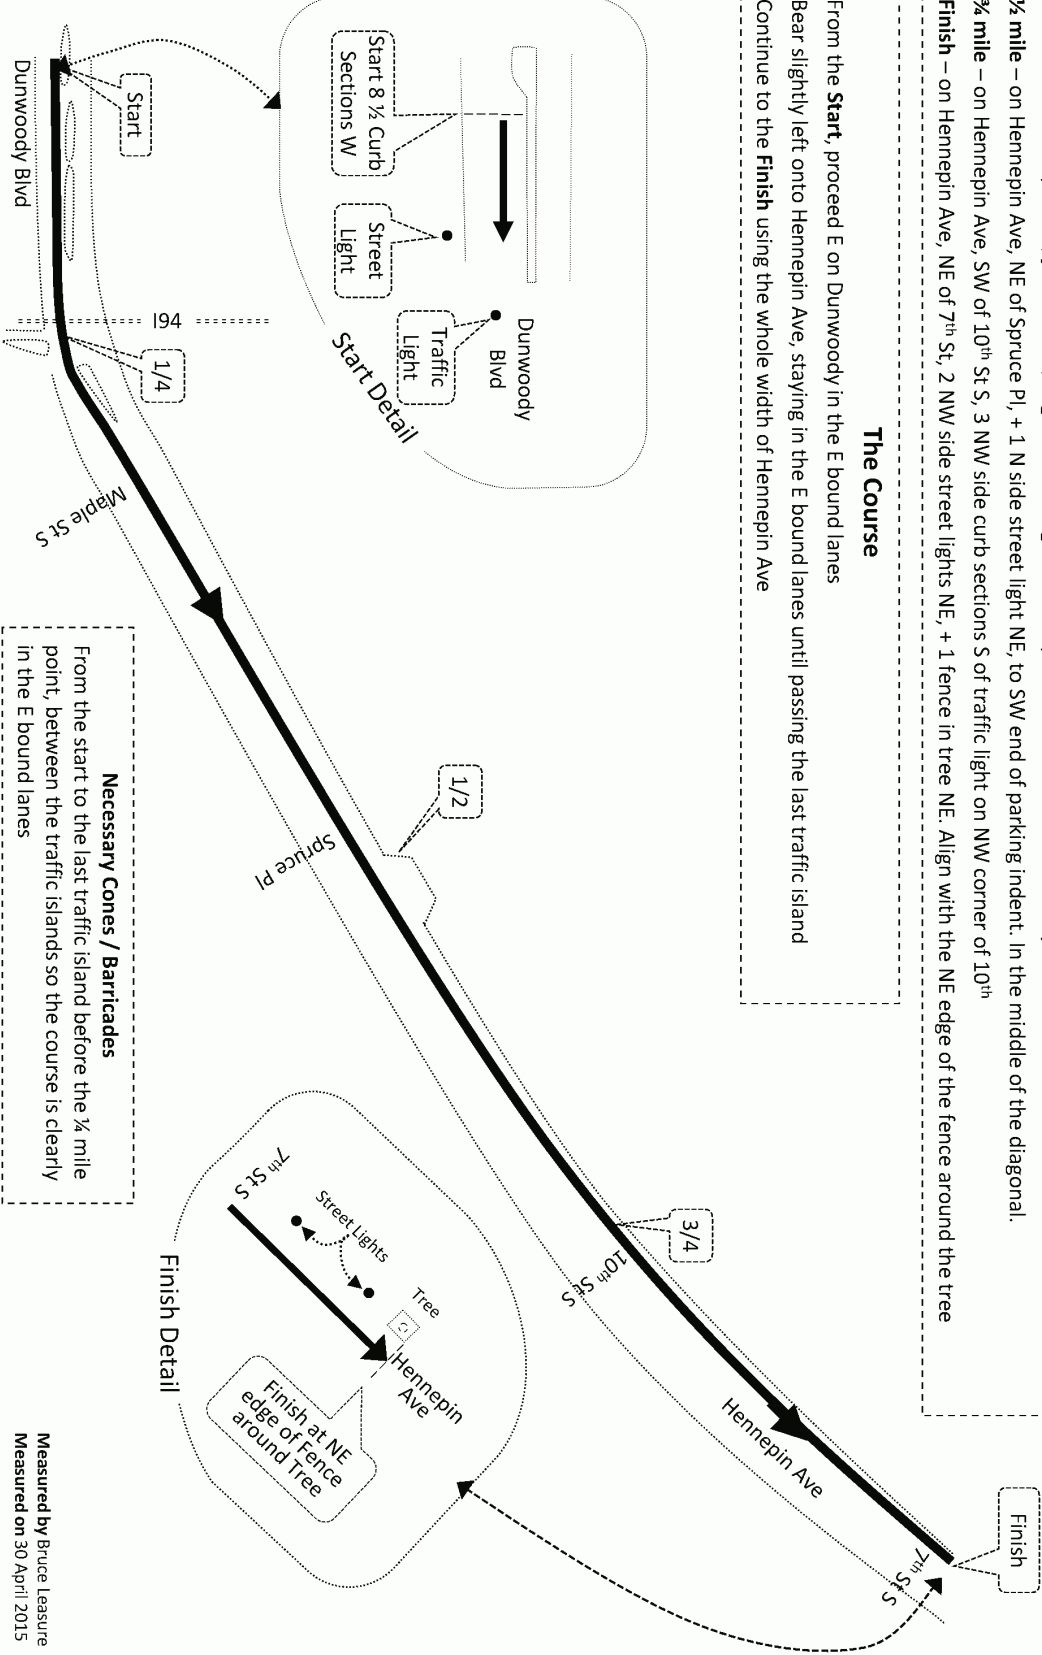 ½ mile – on Hennepin Ave, NE of Spruce Pl, + 1 N side street light NE, to SW end of parking indent. In the middle of the diagonal.
¾ mile – on Hennepin Ave, SW of 10th St S, 3 NW side curb sections S of traffic light on NW corner of 10th
Finish – on Hennepin Ave, NE of 7th St, 2 NW side street lights NE, + 1 fence in tree NE. Align with the NE edge of the fence around the tree
The Course
From the Start, proceed E on Dunwoody in the E bound lanes
Bear slightly left onto Hennepin Ave, staying in the E bound lanes until passing the last traffic island
Continue to the Finish using the whole width of Hennepin Ave
Start 8 ½ Curb
Sections W
Street
Light
Traffic
Light
Dunwoody
Blvd
Start Detail
Start
Dunwoody Blvd
I94
1/4
Maple St S
1/2
Spruce Pl
3/4
10th St S
Hennepin Ave
Finish
7th St S
7th St S
Street Lights
Tree
Hennepin
Ave
Finish at NE
edge of Fence
around Tree
Finish Detail
Necessary Cones / Barricades
From the start to the last traffic island before the ¼ mile
point, between the traffic islands so the course is clearly
in the E bound lanes
Measured by Bruce Leasure
Measured on 30 April 2015